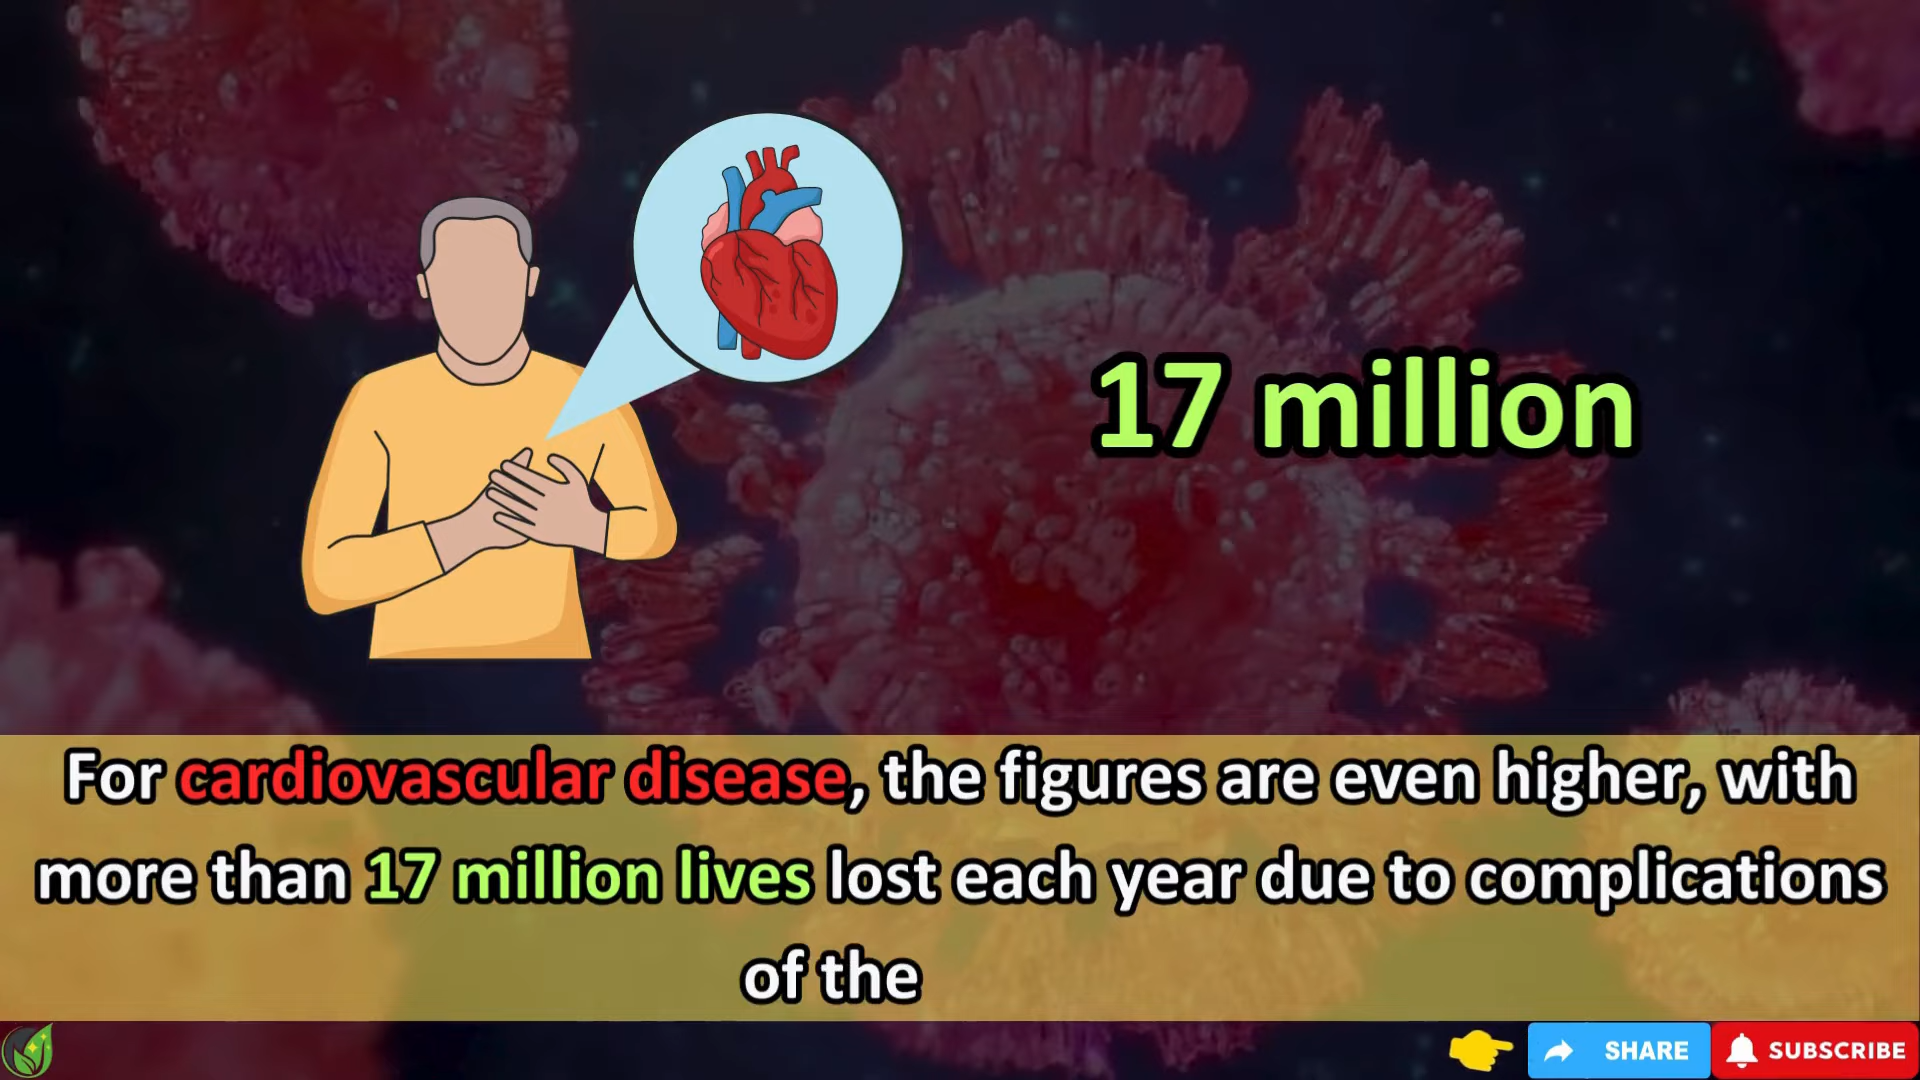 17 million
For cardiovascular disease, the figures are even higher, with
more than 17 million lives lost each year due to complications
of the
SHARE
SUBSCRIBE